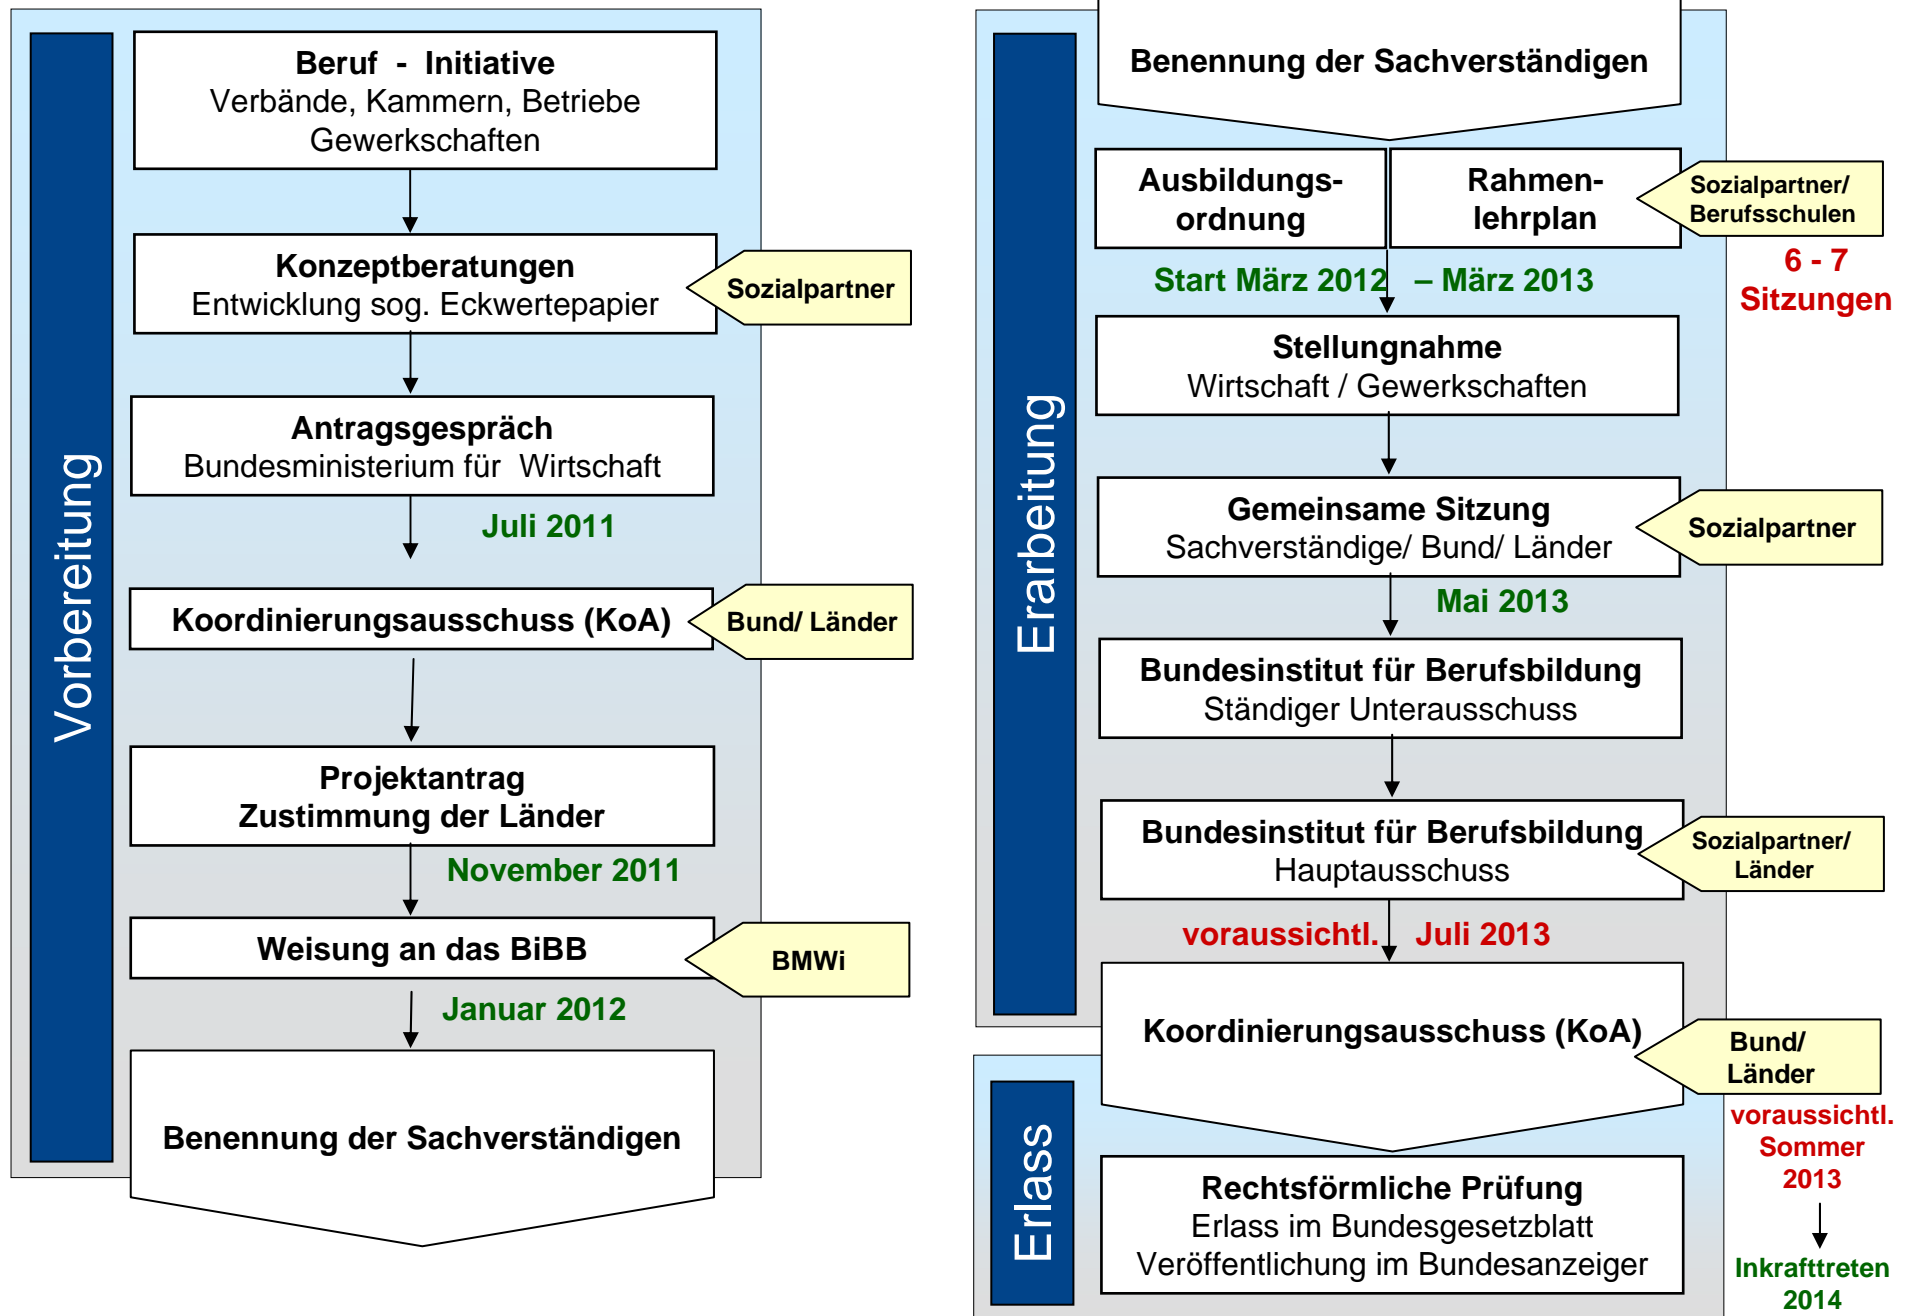 Vorbereitung
Beruf - Initiative
Verbände, Kammern, Betriebe
Gewerkschaften
Konzeptberatungen
Entwicklung sog. Eckwertepapier
Sozialpartner
Antragsgespräch
Bundesministerium für Wirtschaft
Juli 2011
Koordinierungsausschuss (KoA)
Bund/ Länder
Projektantrag
Zustimmung der Länder
November 2011
Weisung an das BiBB
BMWi
Januar 2012
Benennung der Sachverständigen
Erarbeitung
Benennung der Sachverständigen
Ausbildungs-
ordnung
Rahmen-
lehrplan
Sozialpartner/
Berufsschulen
6 - 7
Sitzungen
Start März 2012 – März 2013
Stellungnahme
Wirtschaft / Gewerkschaften
Gemeinsame Sitzung
Sachverständige/ Bund/ Länder
Sozialpartner
Mai 2013
Bundesinstitut für Berufsbildung
Ständiger Unterausschuss
Bundesinstitut für Berufsbildung
Hauptausschuss
Sozialpartner/
Länder
voraussichtl. Juli 2013
Koordinierungsausschuss (KoA)
Bund/
Länder
voraussichtl.
Sommer
2013
Inkrafttreten
2014
Erlass
Rechtsförmliche Prüfung
Erlass im Bundesgesetzblatt
Veröffentlichung im Bundesanzeiger